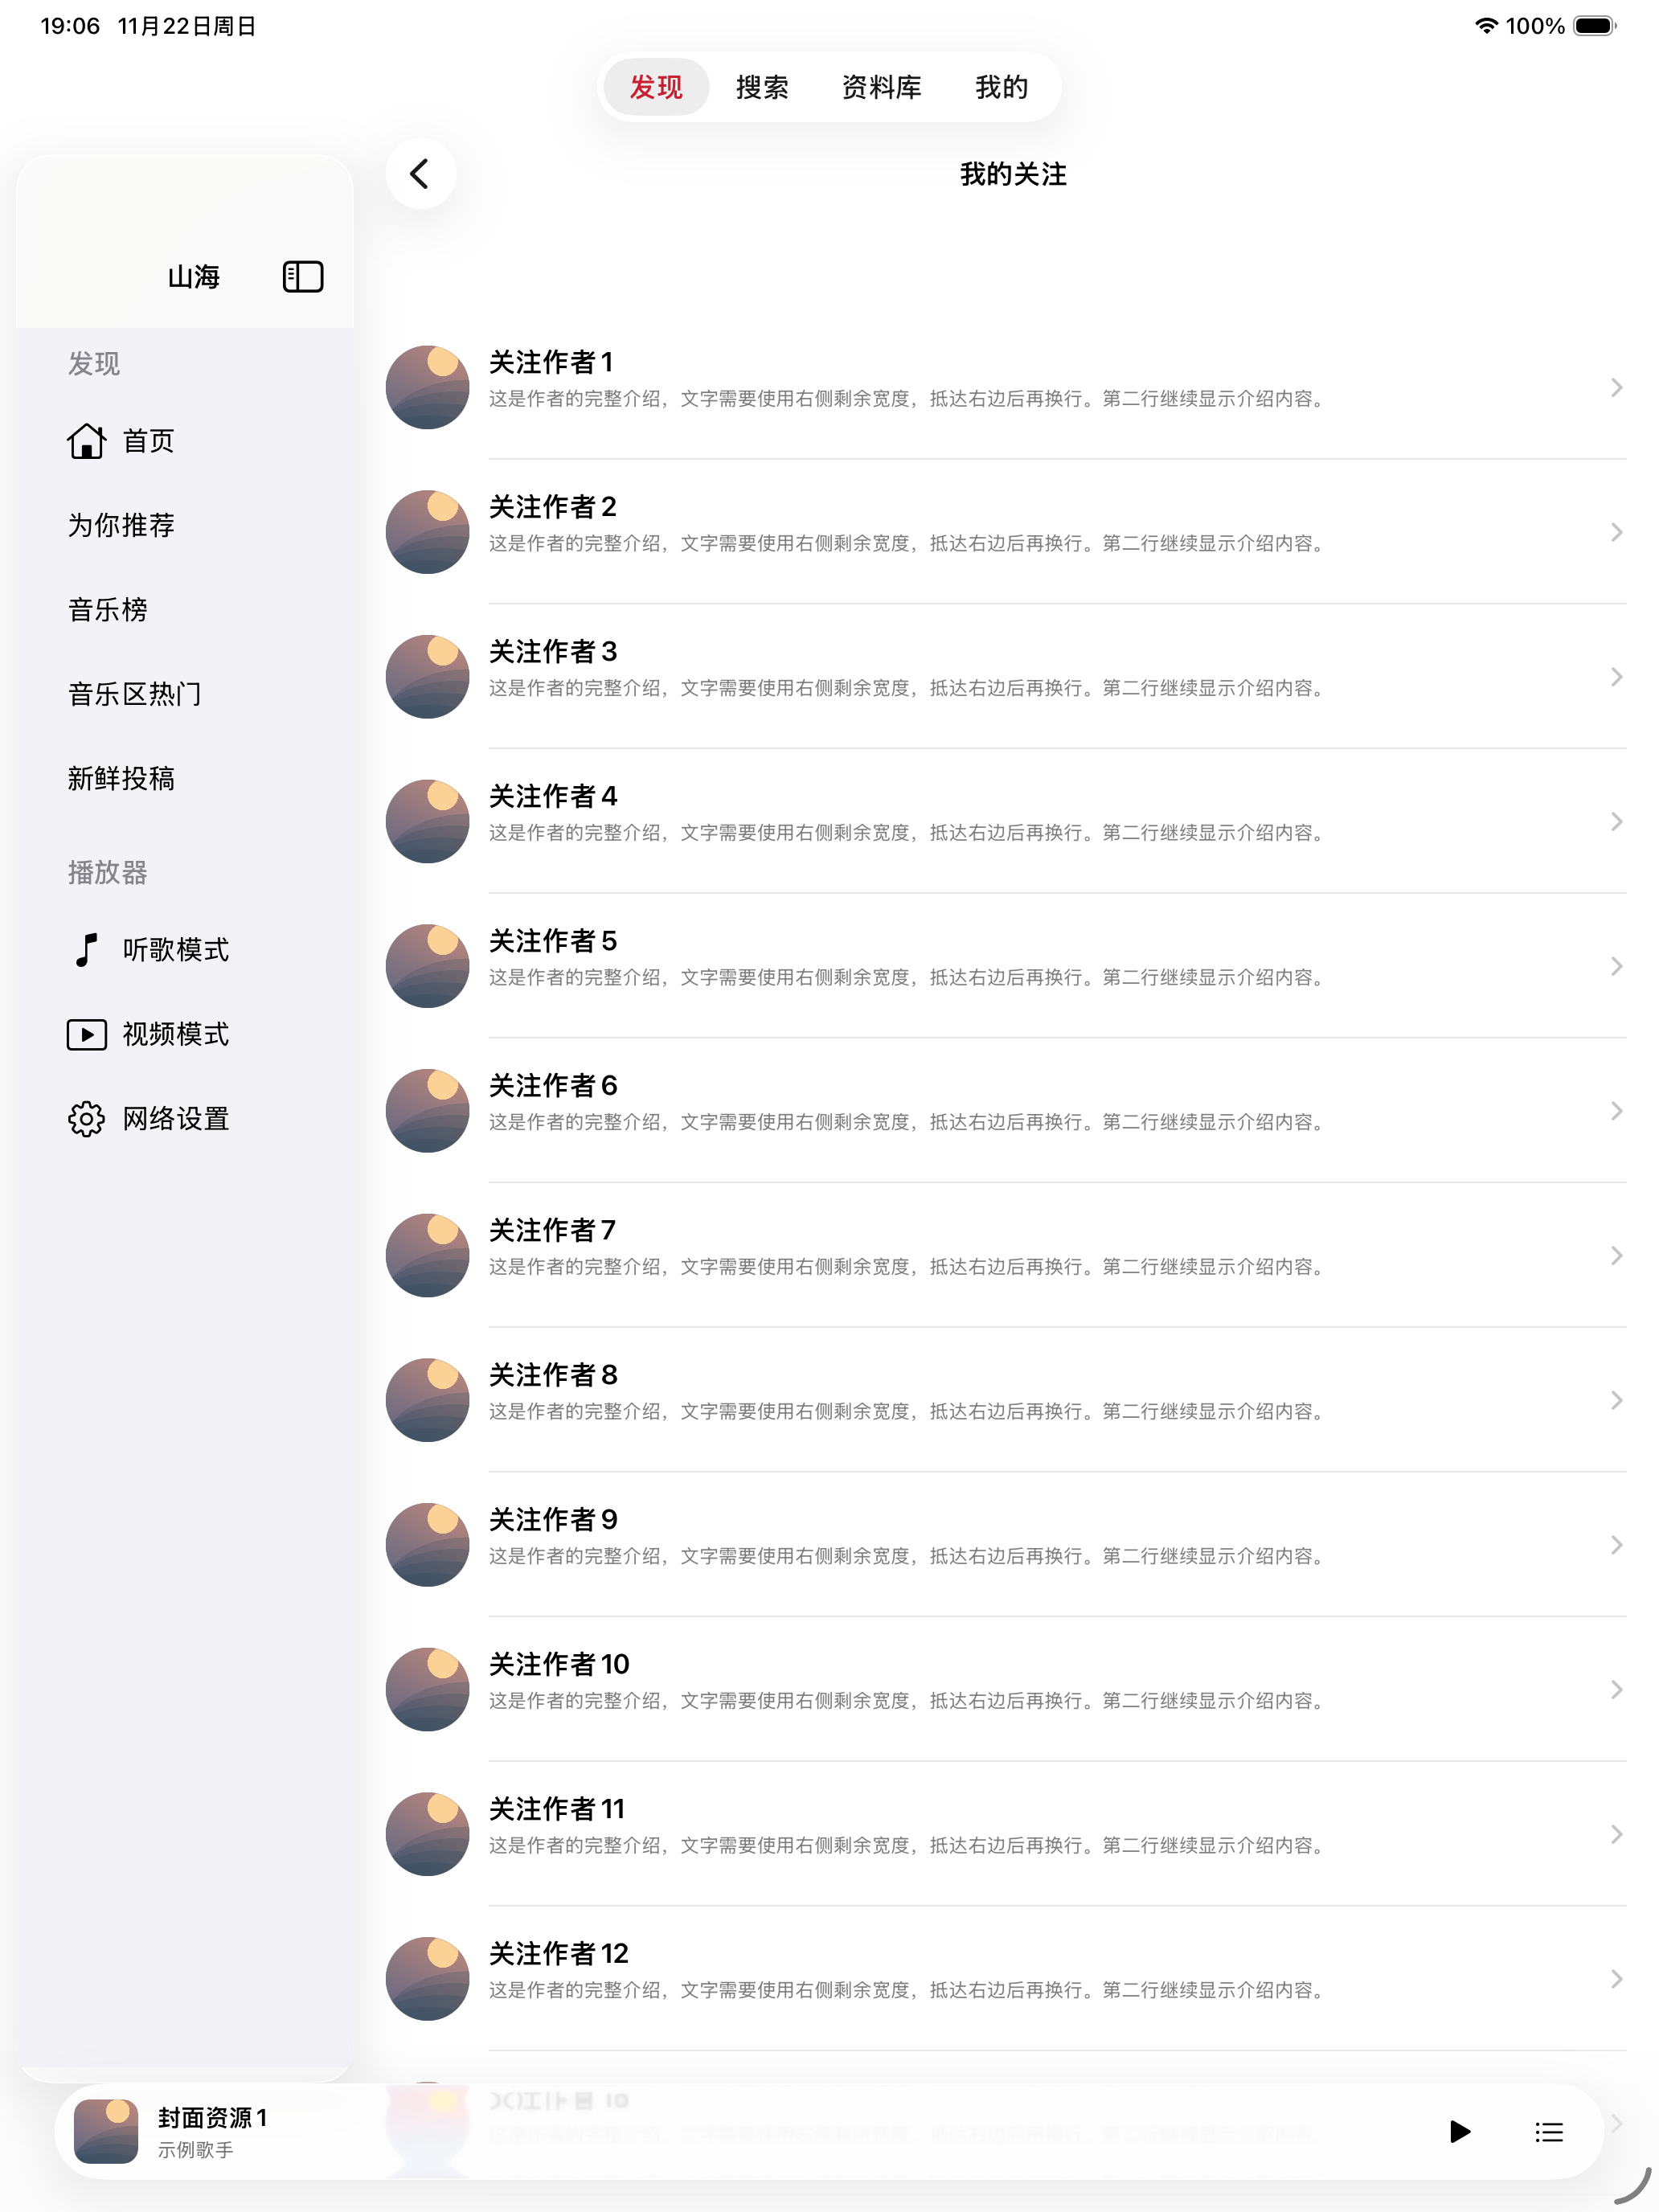 19:06 11月22日周日
100%
发现 搜索 资料库 我的
我的关注
山海
发现
首页
为你推荐
音乐榜
音乐区热门
新鲜投稿
播放器
听歌模式
视频模式
网络设置
关注作者 1
这是作者的完整介绍，文字需要使用右侧剩余宽度，抵达右边后再换行。第二行继续显示介绍内容。
关注作者 2
这是作者的完整介绍，文字需要使用右侧剩余宽度，抵达右边后再换行。第二行继续显示介绍内容。
关注作者 3
这是作者的完整介绍，文字需要使用右侧剩余宽度，抵达右边后再换行。第二行继续显示介绍内容。
关注作者 4
这是作者的完整介绍，文字需要使用右侧剩余宽度，抵达右边后再换行。第二行继续显示介绍内容。
关注作者 5
这是作者的完整介绍，文字需要使用右侧剩余宽度，抵达右边后再换行。第二行继续显示介绍内容。
关注作者 6
这是作者的完整介绍，文字需要使用右侧剩余宽度，抵达右边后再换行。第二行继续显示介绍内容。
关注作者 7
这是作者的完整介绍，文字需要使用右侧剩余宽度，抵达右边后再换行。第二行继续显示介绍内容。
关注作者 8
这是作者的完整介绍，文字需要使用右侧剩余宽度，抵达右边后再换行。第二行继续显示介绍内容。
关注作者 9
这是作者的完整介绍，文字需要使用右侧剩余宽度，抵达右边后再换行。第二行继续显示介绍内容。
关注作者 10
这是作者的完整介绍，文字需要使用右侧剩余宽度，抵达右边后再换行。第二行继续显示介绍内容。
关注作者 11
这是作者的完整介绍，文字需要使用右侧剩余宽度，抵达右边后再换行。第二行继续显示介绍内容。
关注作者 12
这是作者的完整介绍，文字需要使用右侧剩余宽度，抵达右边后再换行。第二行继续显示介绍内容。
封面资源 1
示例歌手